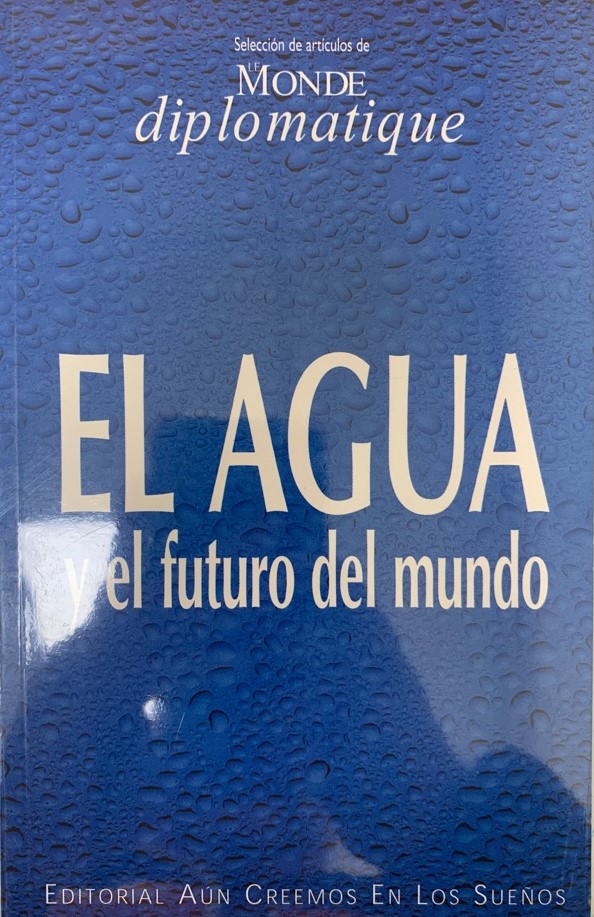 Selección de artículos de
LE MONDE
diplomatique
EL AGUA
y el futuro del mundo
EDITORIAL AÚN CREEMOS EN LOS SUEÑOS